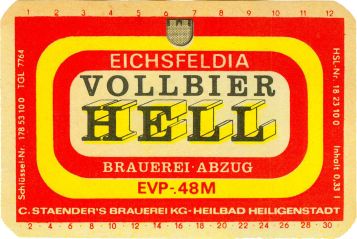 1 2 3 4 5 6 7 8 9 10 11 12
EICHSFELDIA
VOLLBIER
HELL
BRAUEREI·ABZUG
EVP-.48M
C. STAENDER'S BRAUEREI KG-HEILBAD HEILIGENSTADT
2 · 4 · 6 · 8 · 10 · 12 · 14 · 16 · 18 · 20 · 22 · 24 · 26 · 28 · 30
Schlüssel-Nr. 178 53 10 0 TGL 7764
HSL-Nr. 18 23 10 0 Inhalt 0,33 l